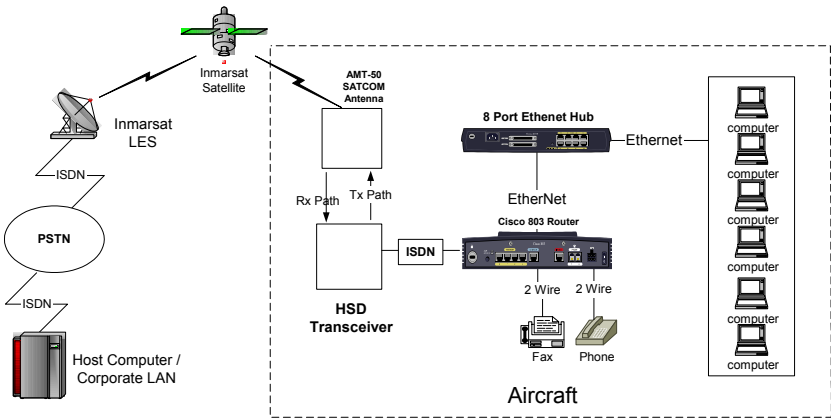 Inmarsat
Satellite
AMT-50
SATCOM
Antenna
Inmarsat
LES
8 Port Ethenet Hub
Ethernet
computer
computer
computer
computer
computer
computer
ISDN
Rx Path
Tx Path
EtherNet
PSTN
Cisco 803 Router
ISDN
HSD
Transceiver
2 Wire
2 Wire
ISDN
Fax
Phone
Host Computer /
Corporate LAN
Aircraft